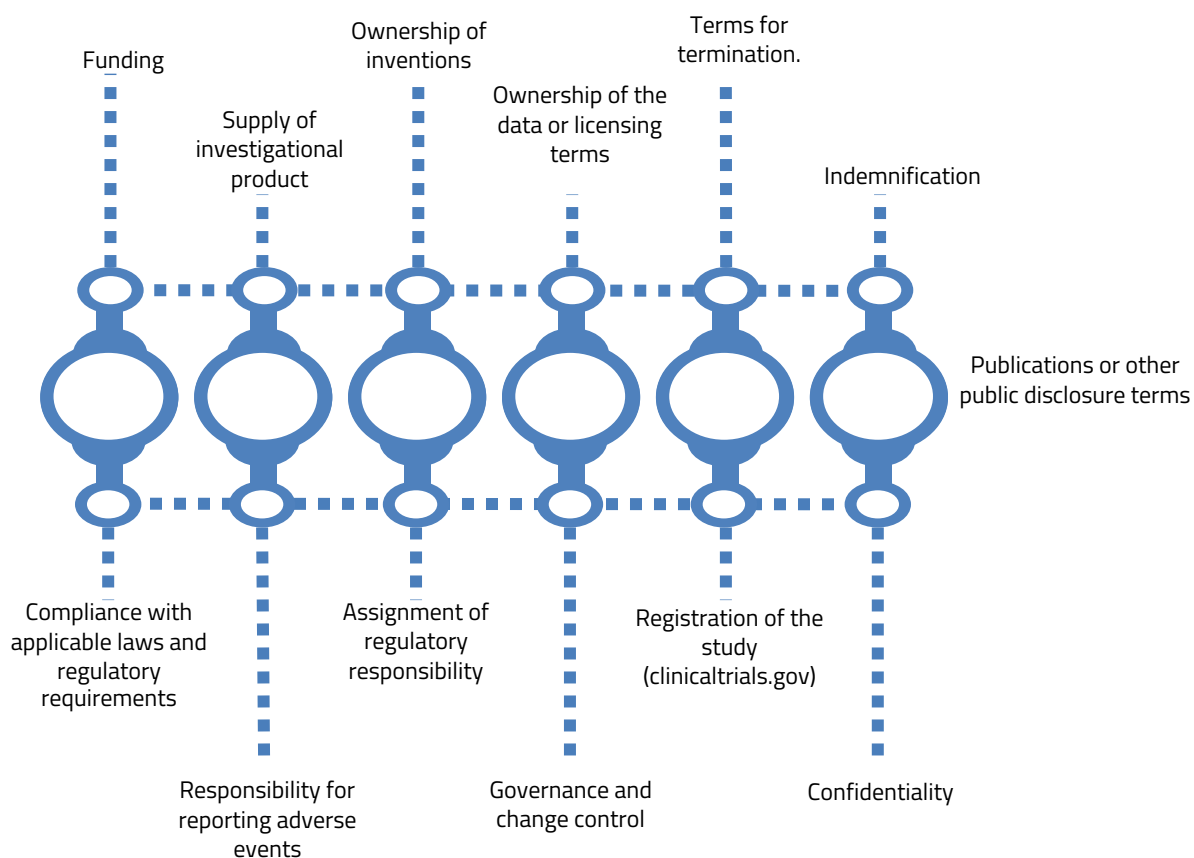 Funding
Supply of
investigational
product
Ownership of
inventions
Ownership of the
data or licensing
terms
Terms for
termination.
Indemnification
Publications or other
public disclosure terms
Compliance with
applicable laws and
regulatory
requirements
Responsibility for
reporting adverse
events
Assignment of
regulatory
responsibility
Governance and
change control
Registration of the
study
(clinicaltrials.gov)
Confidentiality